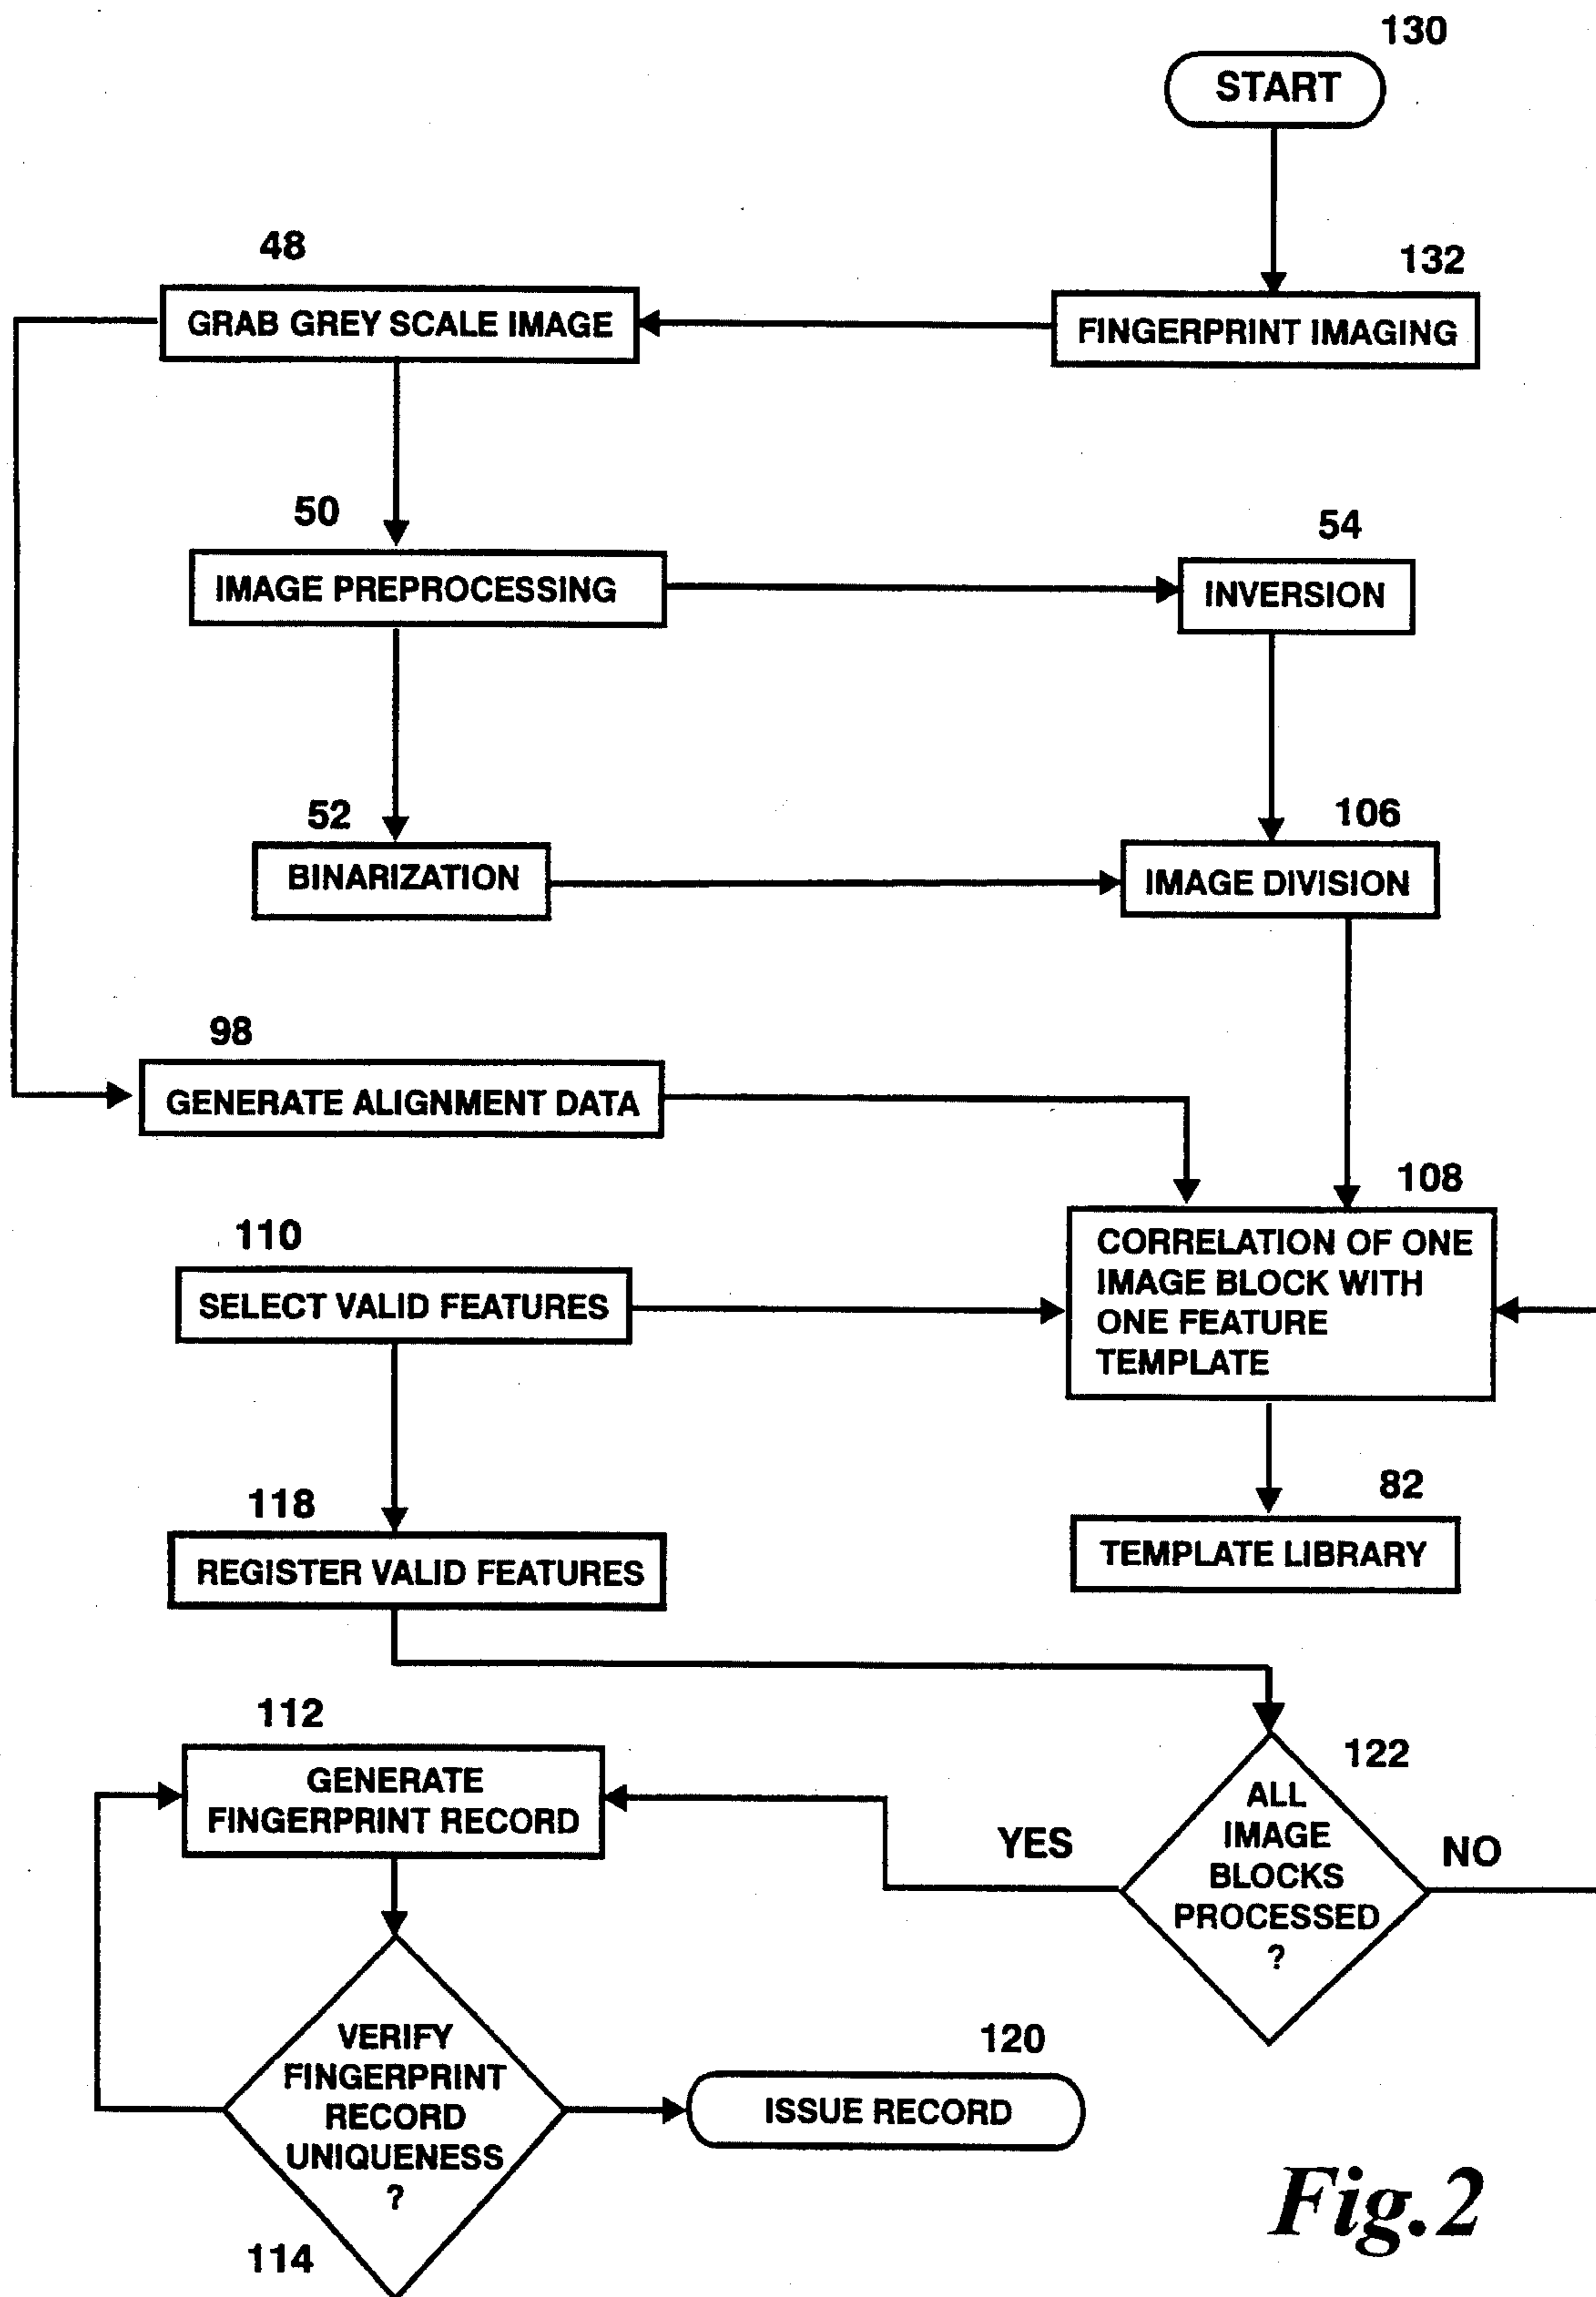 130
START
48
132
GRAB GREY SCALE IMAGE
FINGERPRINT IMAGING
50
54
IMAGE PREPROCESSING
INVERSION
52
106
BINARIZATION
IMAGE DIVISION
98
GENERATE ALIGNMENT DATA
108
110
CORRELATION OF ONE
IMAGE BLOCK WITH
ONE FEATURE
TEMPLATE
SELECT VALID FEATURES
82
118
TEMPLATE LIBRARY
REGISTER VALID FEATURES
112
122
GENERATE
FINGERPRINT RECORD
ALL
IMAGE
BLOCKS
PROCESSED
?
YES
NO
120
VERIFY
FINGERPRINT
RECORD
UNIQUENESS
?
ISSUE RECORD
114
Fig.2